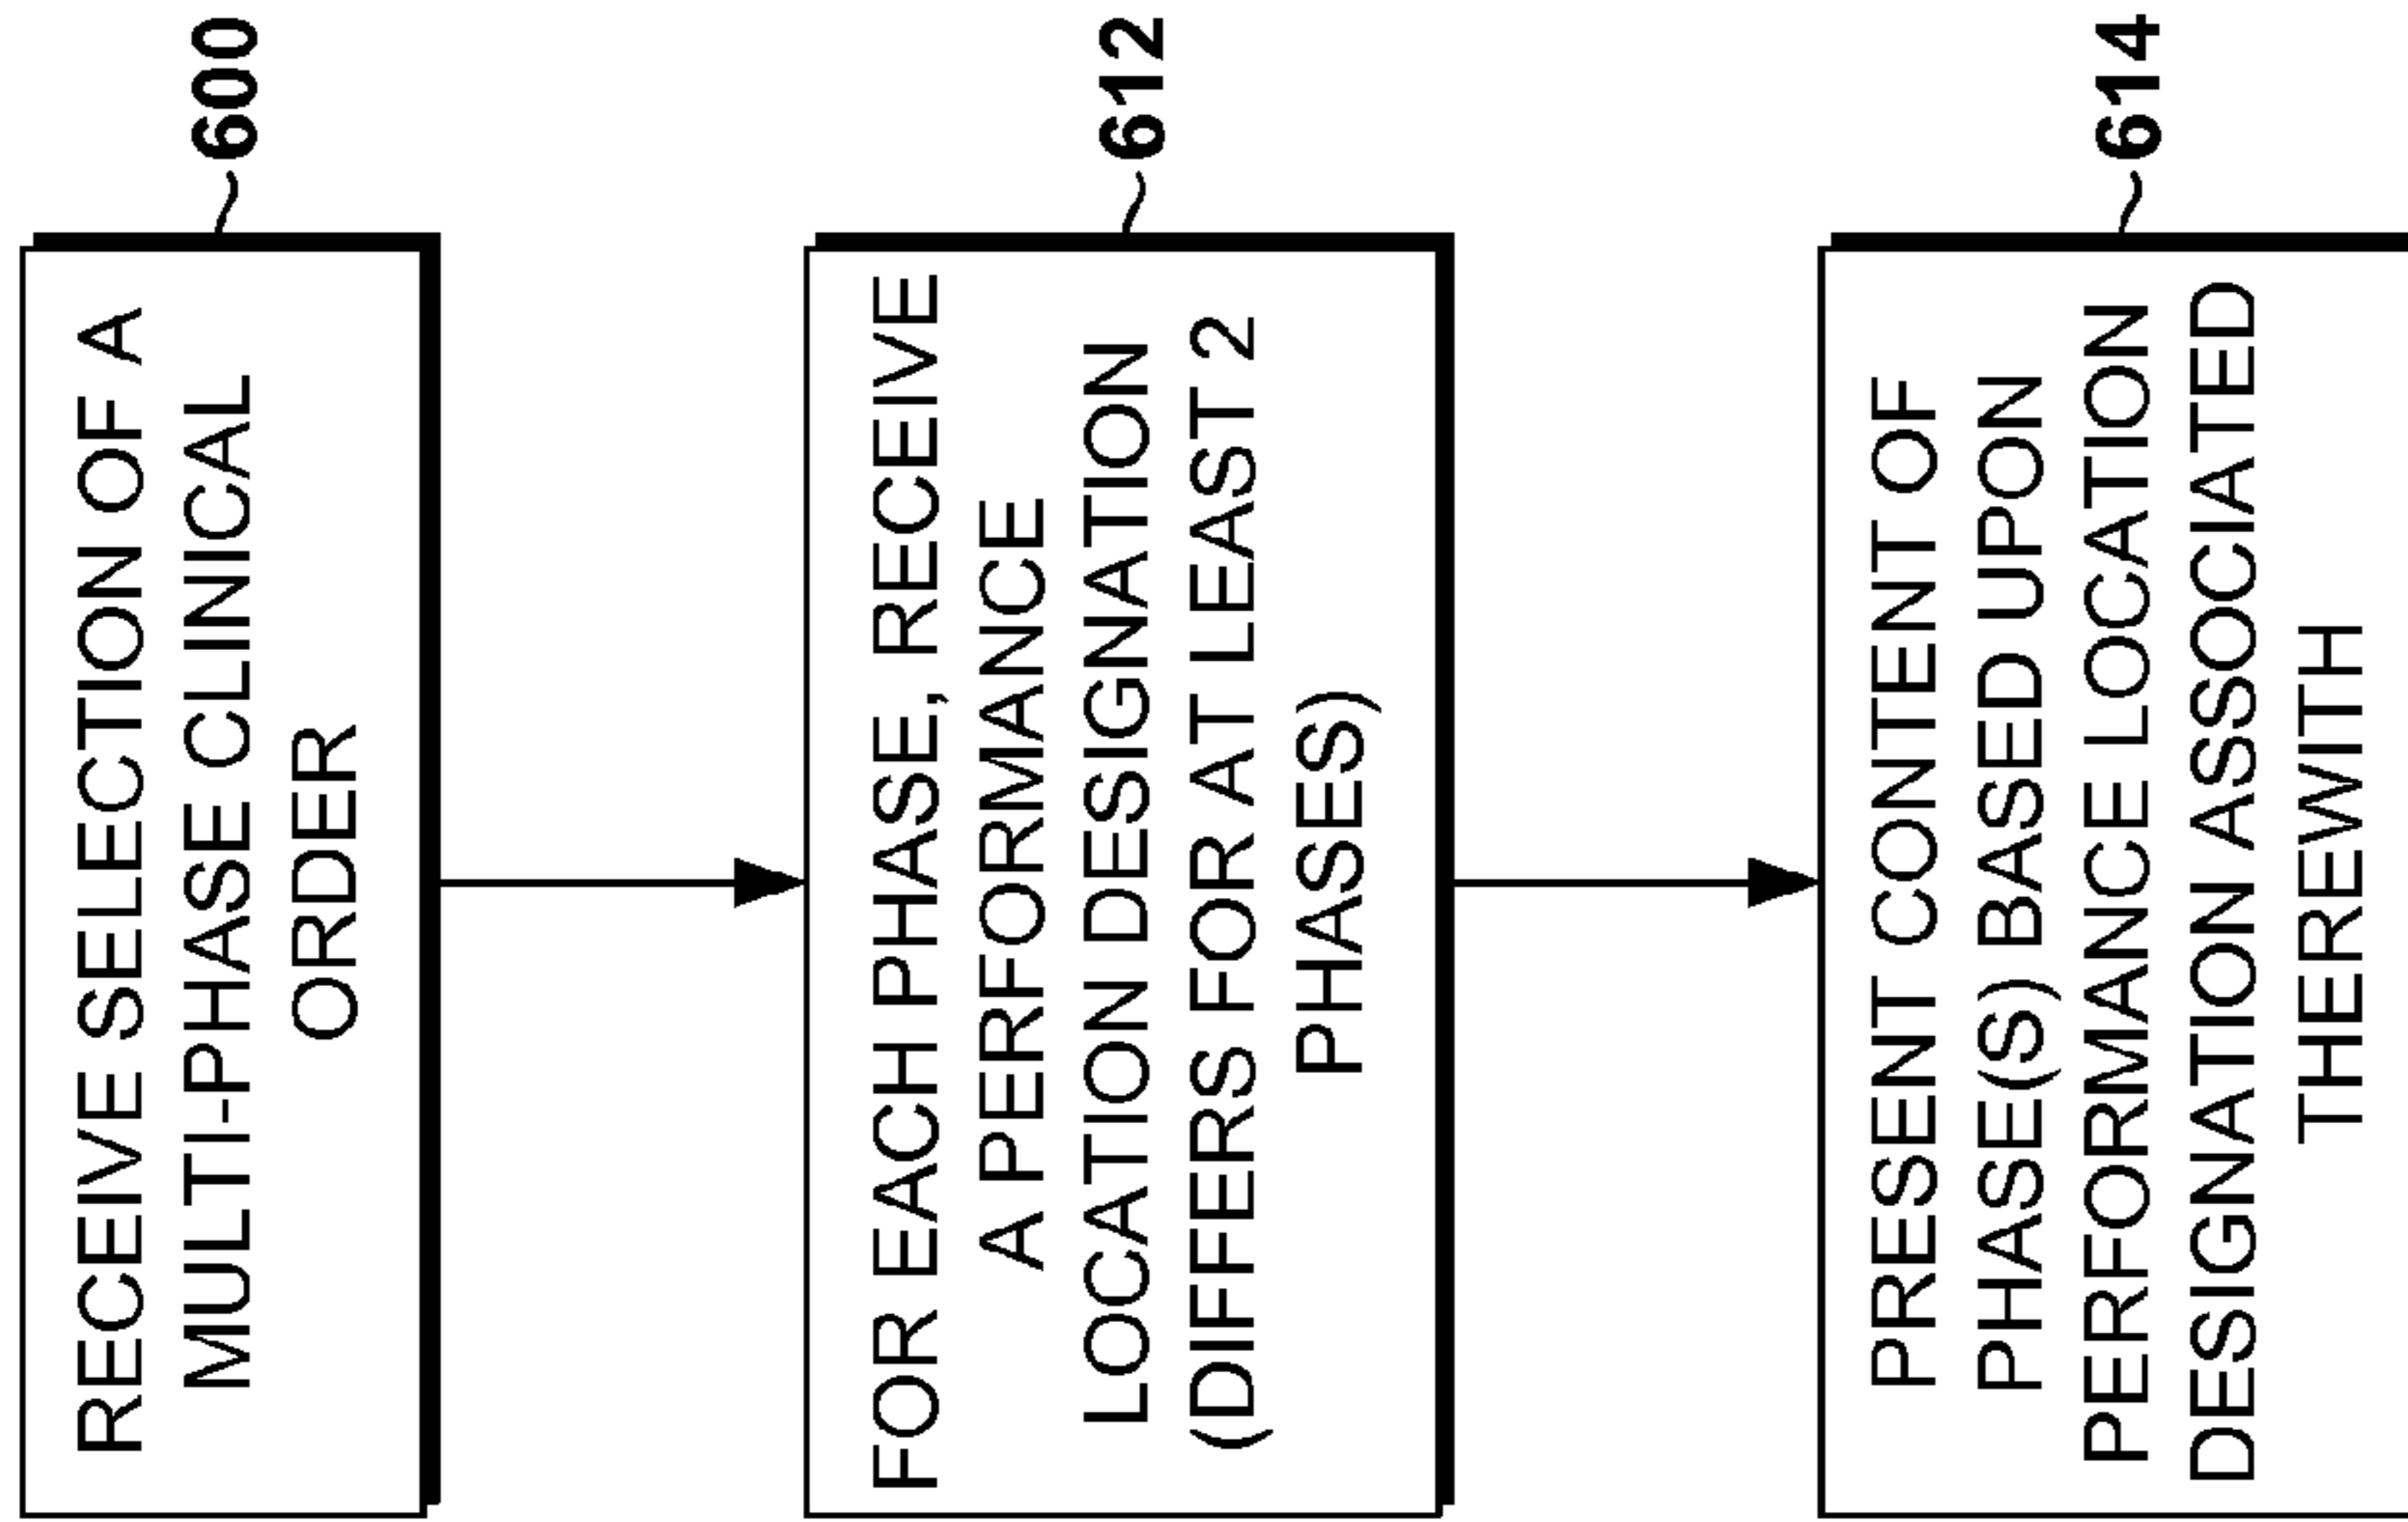 RECEIVE SELECTION OF A
MULTI-PHASE CLINICAL
ORDER
600
FOR EACH PHASE, RECEIVE
A PERFORMANCE
LOCATION DESIGNATION
(DIFFERS FOR AT LEAST 2
PHASES)
612
PRESENT CONTENT OF
PHASE(S) BASED UPON
PERFORMANCE LOCATION
DESIGNATION ASSOCIATED
THEREWITH
614